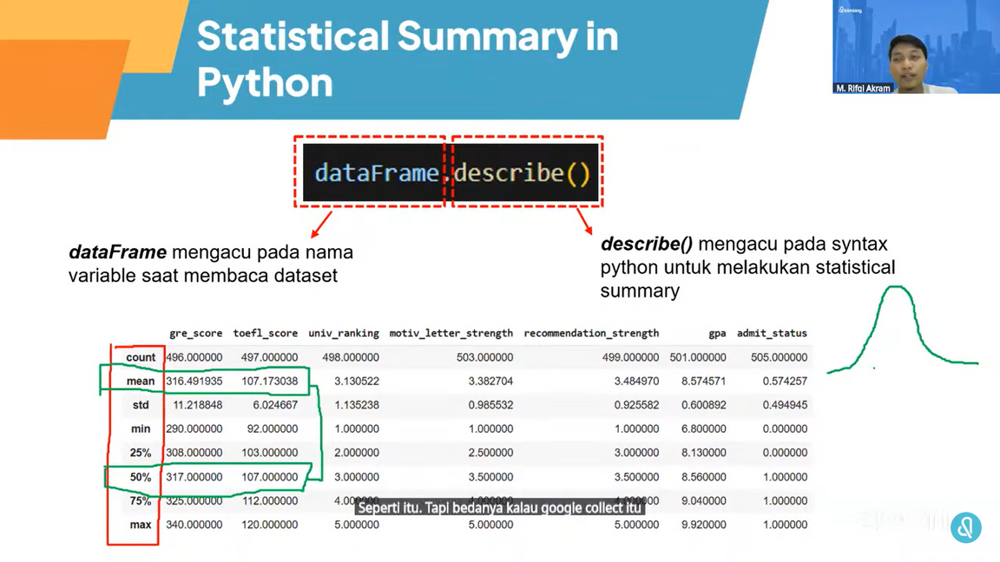 Statistical Summary in
Python
dibimbing
M. Rifqi Akram
dataFrame.describe()
dataFrame mengacu pada nama
variable saat membaca dataset
describe() mengacu pada syntax
python untuk melakukan statistical
summary
gre_score toefl_score univ_ranking motiv_letter_strength recommendation_strength gpa admit_status
count 496.000000 497.000000 498.000000 503.000000 499.000000 501.000000 505.000000
mean 316.491935 107.173038 3.130522 3.382704 3.484970 8.574571 0.574257
std 11.218848 6.024667 1.135238 0.985532 0.925582 0.600892 0.494945
min 290.000000 92.000000 1.000000 1.000000 1.000000 6.800000 0.000000
25% 308.000000 103.000000 2.000000 2.500000 3.000000 8.130000 0.000000
50% 317.000000 107.000000 3.000000 3.500000 3.500000 8.560000 1.000000
75% 325.000000 112.000000 4.000000 4.000000 4.000000 9.040000 1.000000
Seperti itu. Tapi bedanya kalau google collect itu
max 340.000000 120.000000 5.000000 5.000000 5.000000 9.920000 1.000000